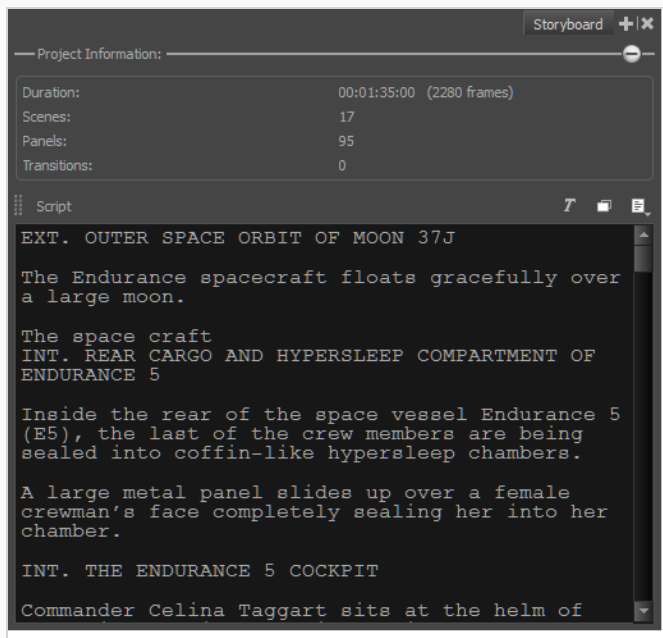 Storyboard
Project Information:
Duration: 00:01:35:00 (2280 frames)
Scenes: 17
Panels: 95
Transitions: 0
Script
EXT. OUTER SPACE ORBIT OF MOON 37J
The Endurance spacecraft floats gracefully over
a large moon.
The space craft
INT. REAR CARGO AND HYPERSLEEP COMPARTMENT OF
ENDURANCE 5
Inside the rear of the space vessel Endurance 5
(E5), the last of the crew members are being
sealed into coffin-like hypersleep chambers.
A large metal panel slides up over a female
crewman's face completely sealing her into her
chamber.
INT. THE ENDURANCE 5 COCKPIT
Commander Celina Taggart sits at the helm of